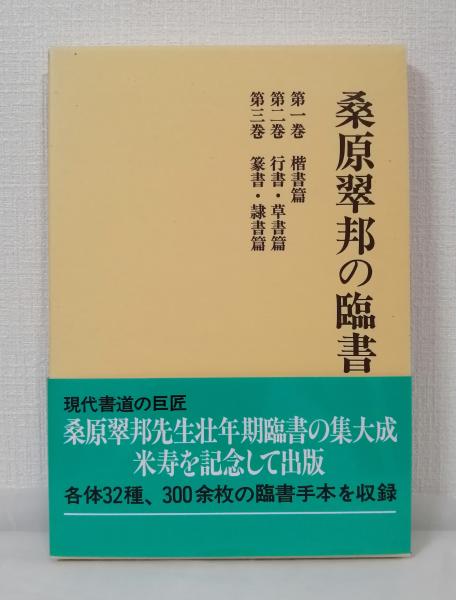 桑原翠邦の臨書
第一巻 楷書篇
第二巻 行書・草書篇
第三巻 篆書・隷書篇
現代書道の巨匠
桑原翠邦先生壮年期臨書の集大成
米寿を記念して出版
各体32種、300余枚の臨書手本を収録